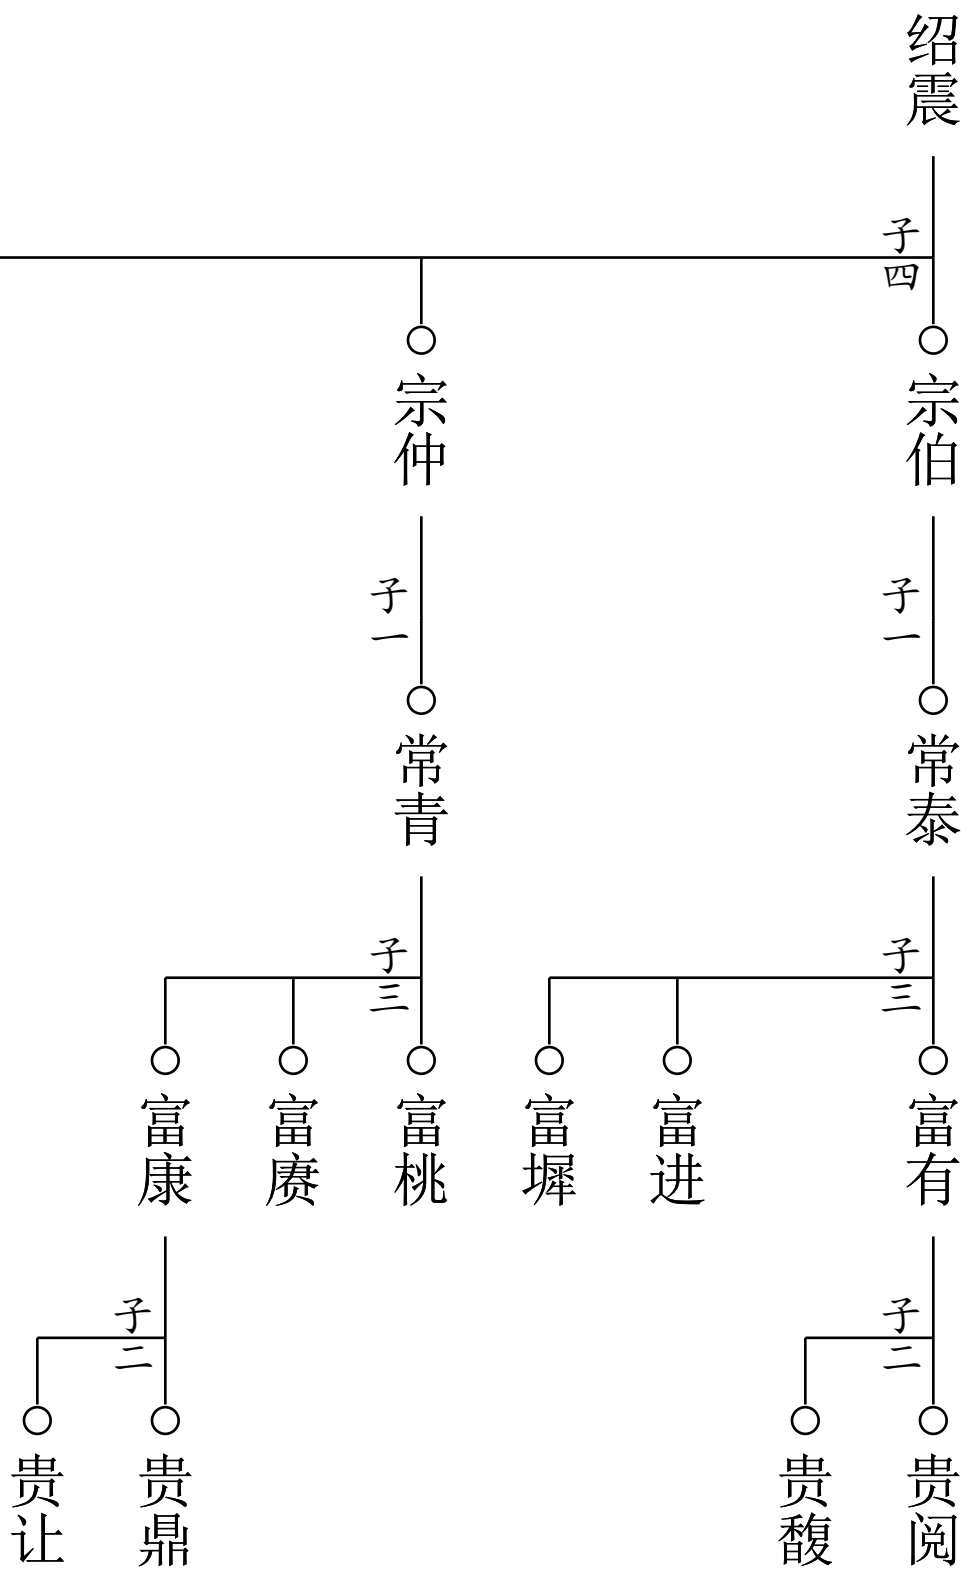 绍震
子四
宗伯
宗仲
子一
子一
常泰
常青
子三
子三
富有
富进
富墀
富桃
富赓
富康
子二
子二
贵阅
贵馥
贵鼎
贵让